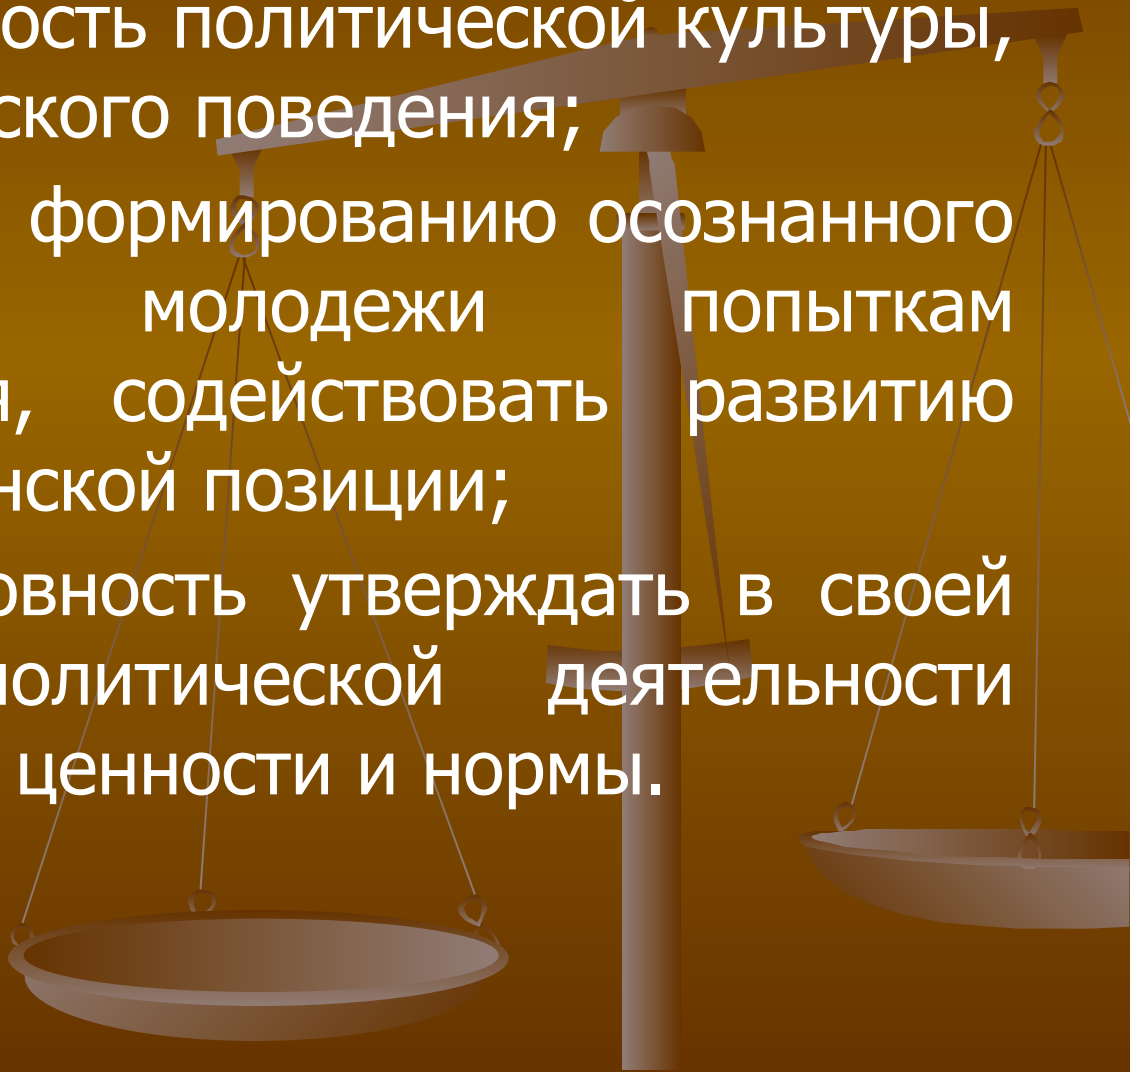 ость политической культуры,
ского поведения;
формированию осознанного
молодежи попыткам
я, содействовать развитию
нской позиции;
овность утверждать в своей
политической деятельности
ценности и нормы.